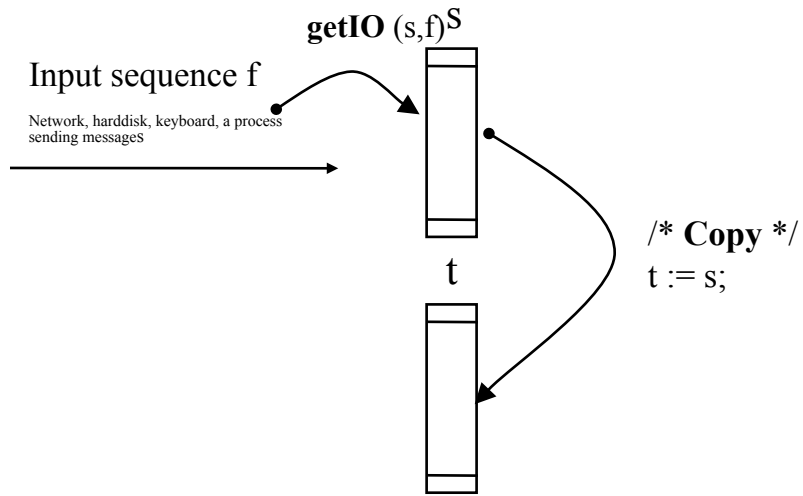 getIO (s,f)
s
Input sequence f
Network, harddisk, keyboard, a process
sending messages
/* Copy */
t
t := s;